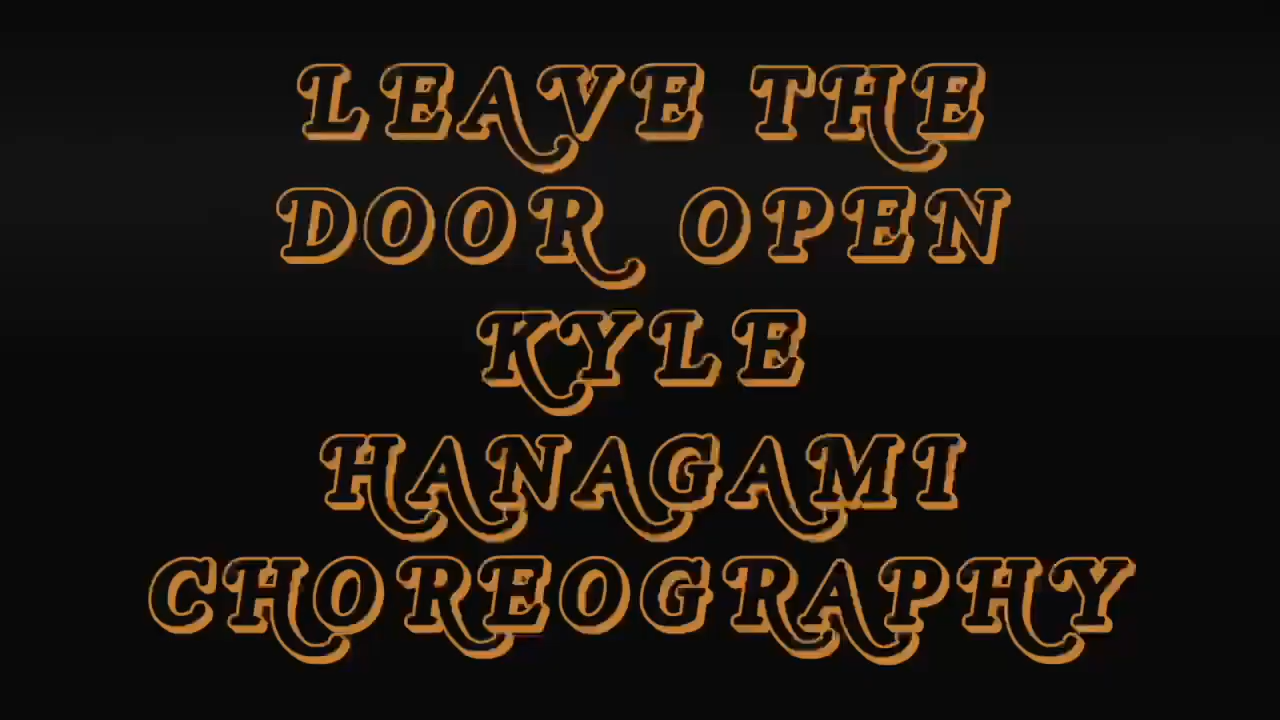 LEAVE THE
DOOR OPEN
KYLE
HANAGAMI
CHOREOGRAPHY